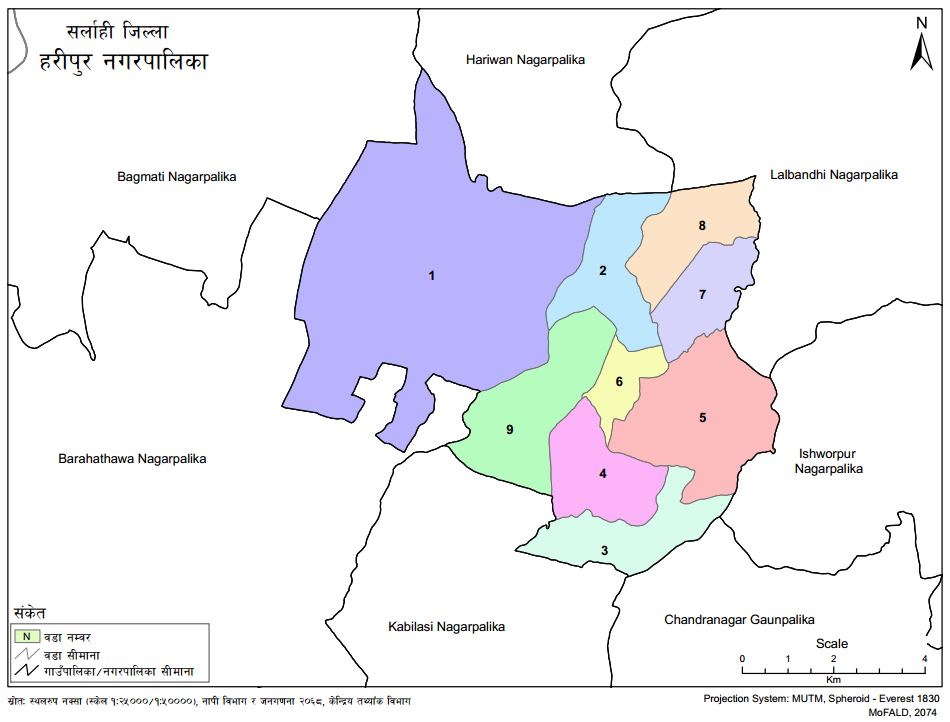 सर्लाही जिल्ला
हरीपुर नगरपालिका
N
Hariwan Nagarpalika
Bagmati Nagarpalika
Lalbandhi Nagarpalika
8
2
1
7
6
5
9
Barahathawa Nagarpalika
Ishworpur
Nagarpalika
4
3
संकेत
N वडा नम्वर
वडा सीमाना
गाउँपालिका/नगरपालिका सीमाना
Kabilasi Nagarpalika
Chandranagar Gaunpalika
Scale
0 1 2 4
Km
स्रोतः स्थलरुप नक्सा (स्केल १:२५०००/१:५००००), नापी विभाग र जनगणना २०६८, केन्द्रिय तथ्यांक विभाग
Projection System: MUTM, Spheroid - Everest 1830
MoFALD, 2074